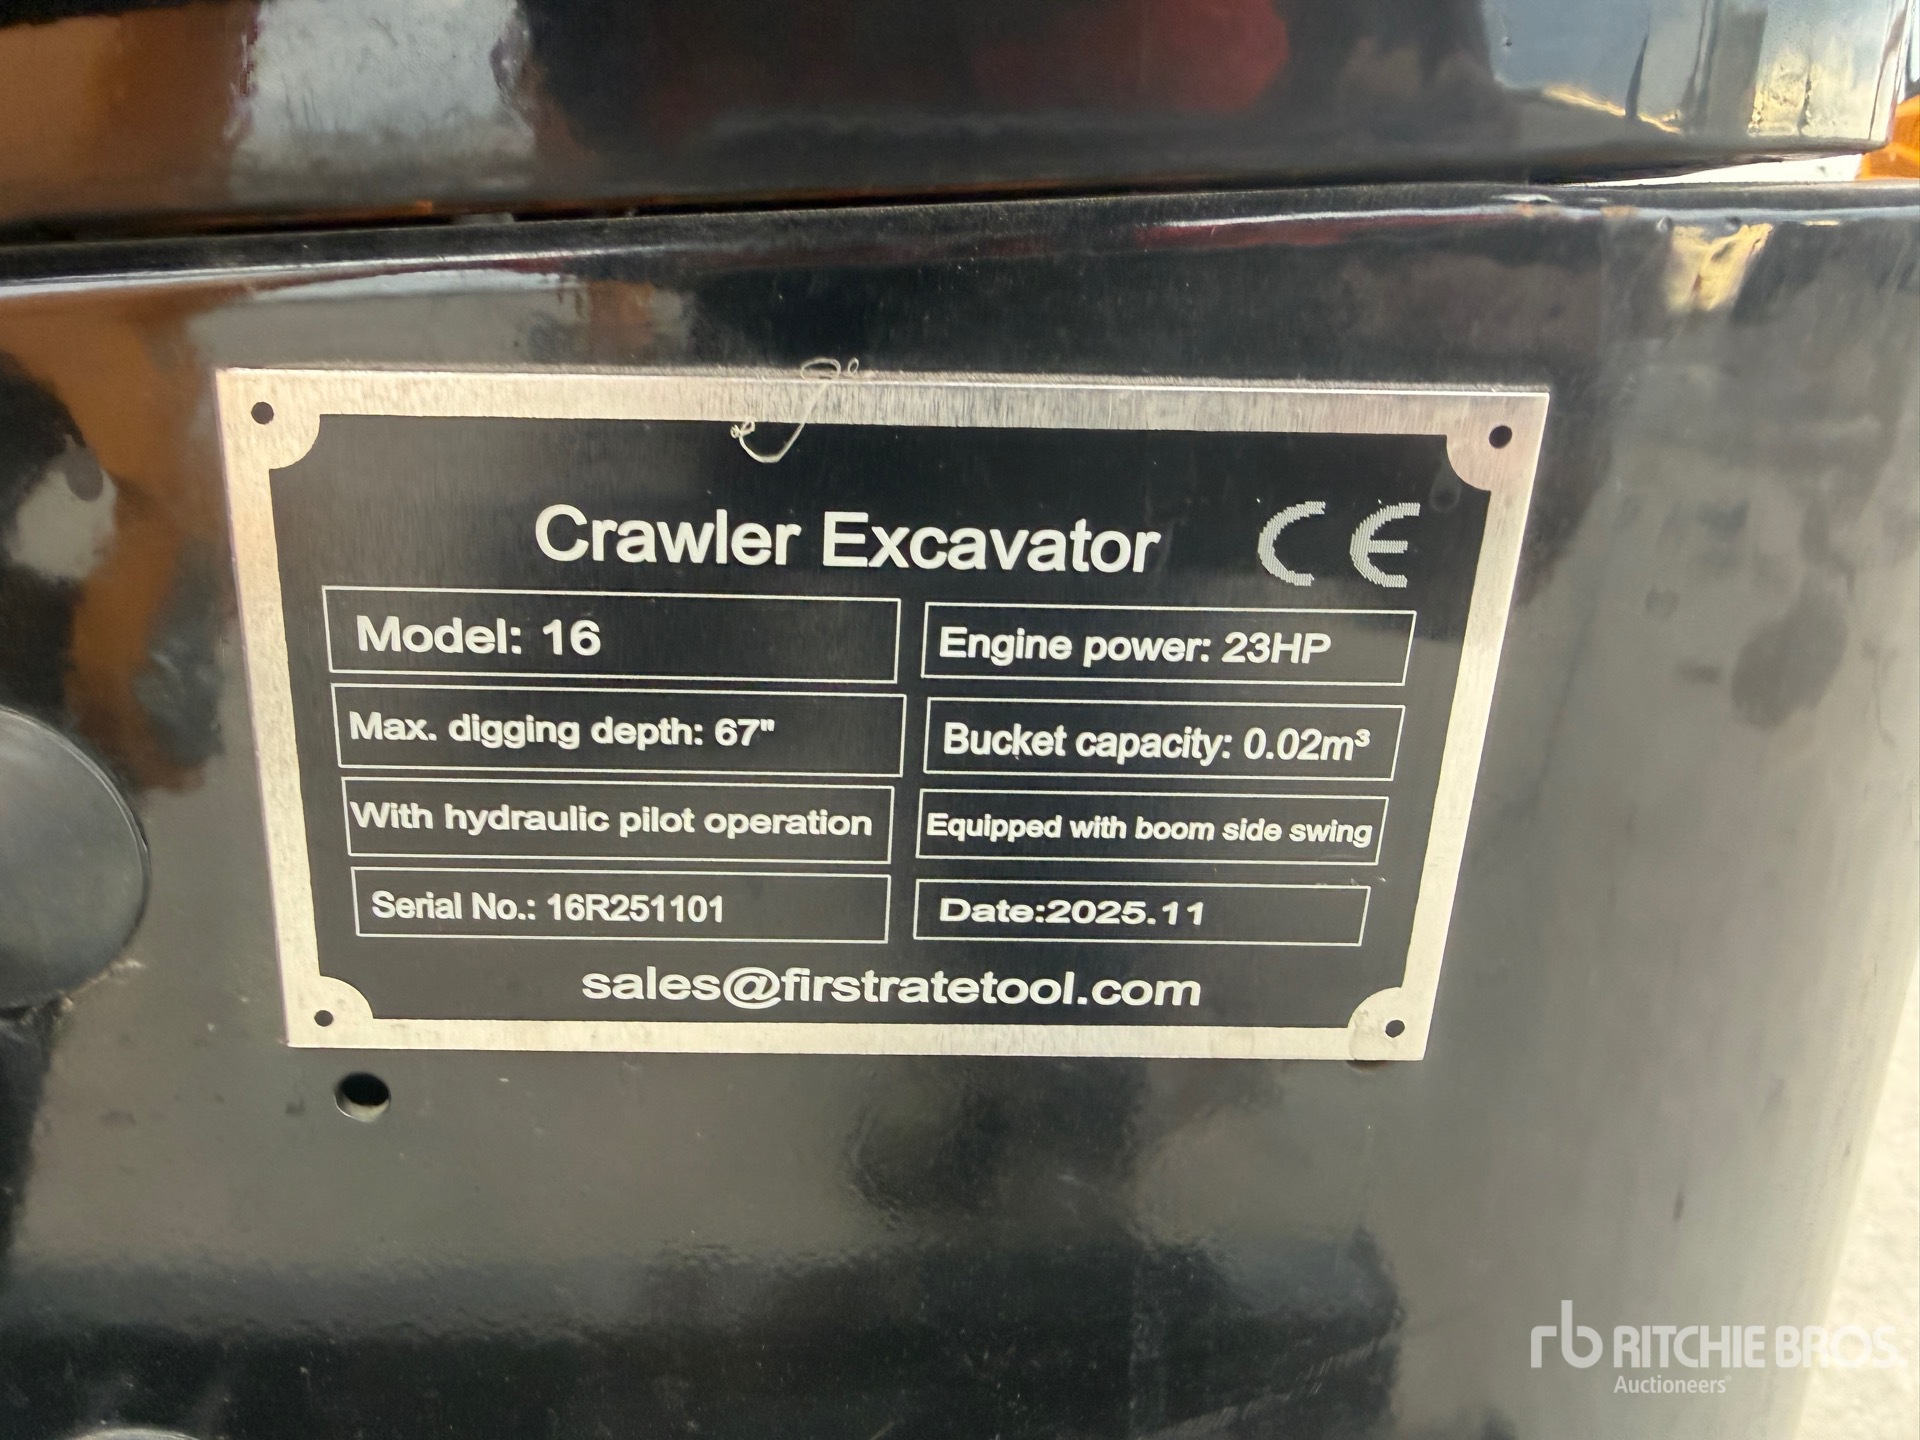 Crawler Excavator CE
Model: 16
Engine power: 23HP
Max. digging depth: 67"
Bucket capacity: 0.02m³
With hydraulic pilot operation
Equipped with boom side swing
Serial No.: 16R251101
Date:2025.11
sales@firstratetool.com
rb RITCHIE BROS.
Auctioneers